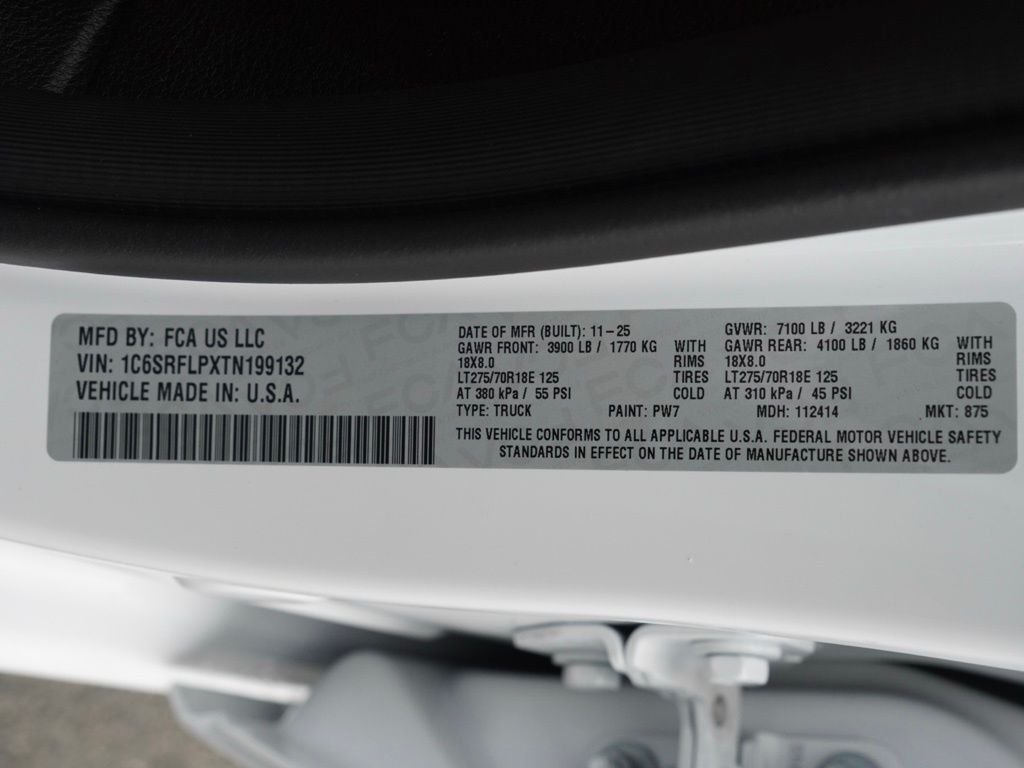 MFD BY: FCA US LLC
VIN: 1C6SRFLPXTN199132
VEHICLE MADE IN: U.S.A.
DATE OF MFR (BUILT): 11-25 GVWR: 7100 LB / 3221 KG
GAWR FRONT: 3900 LB / 1770 KG WITH GAWR REAR: 4100 LB / 1860 KG WITH
18X8.0 RIMS 18X8.0 RIMS
LT275/70R18E 125 TIRES LT275/70R18E 125 TIRES
AT 380 kPa / 55 PSI COLD AT 310 kPa / 45 PSI COLD
TYPE: TRUCK PAINT: PW7 MDH: 112414 MKT: 875
THIS VEHICLE CONFORMS TO ALL APPLICABLE U.S.A. FEDERAL MOTOR VEHICLE SAFETY
STANDARDS IN EFFECT ON THE DATE OF MANUFACTURE SHOWN ABOVE.